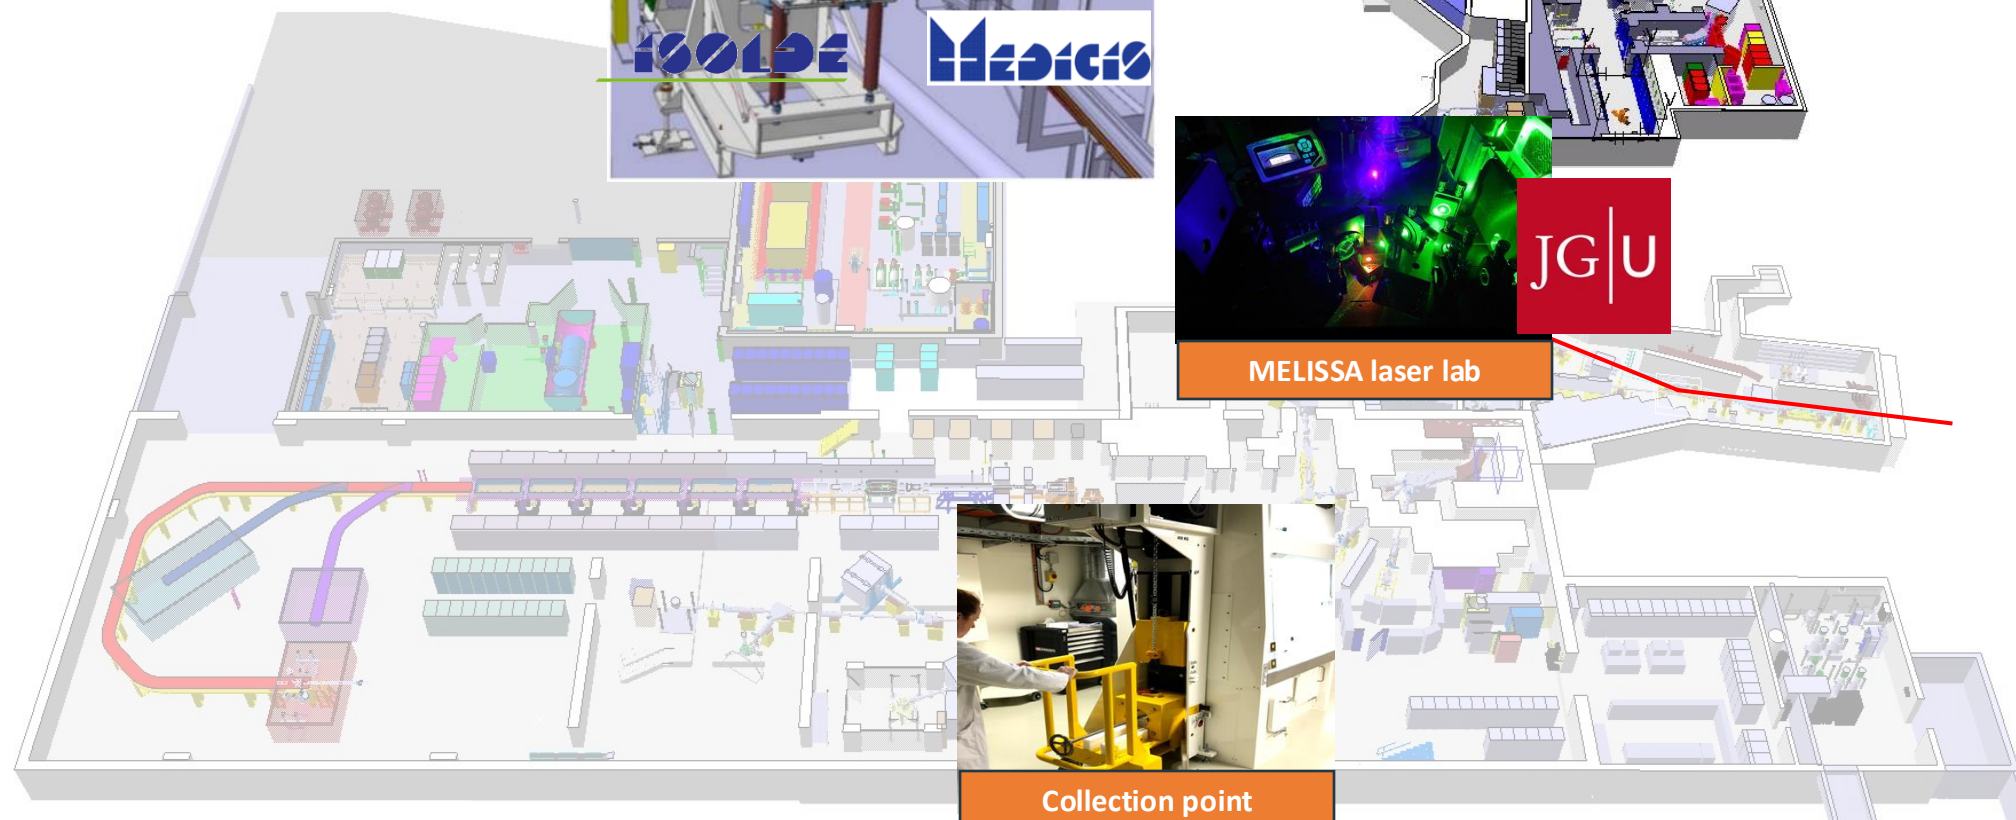 ISOLDE
MEDICIS
JG|U
MELISSA laser lab
Collection point